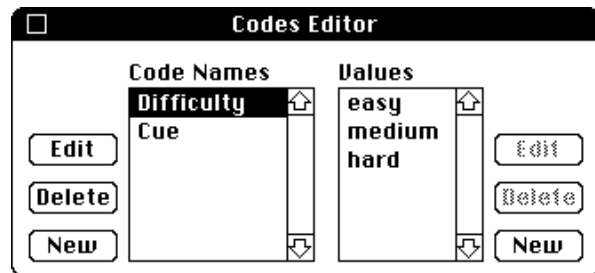 Codes Editor
Code Names Values
Difficulty easy
Cue medium
hard
Edit Edit
Delete Delete
New New